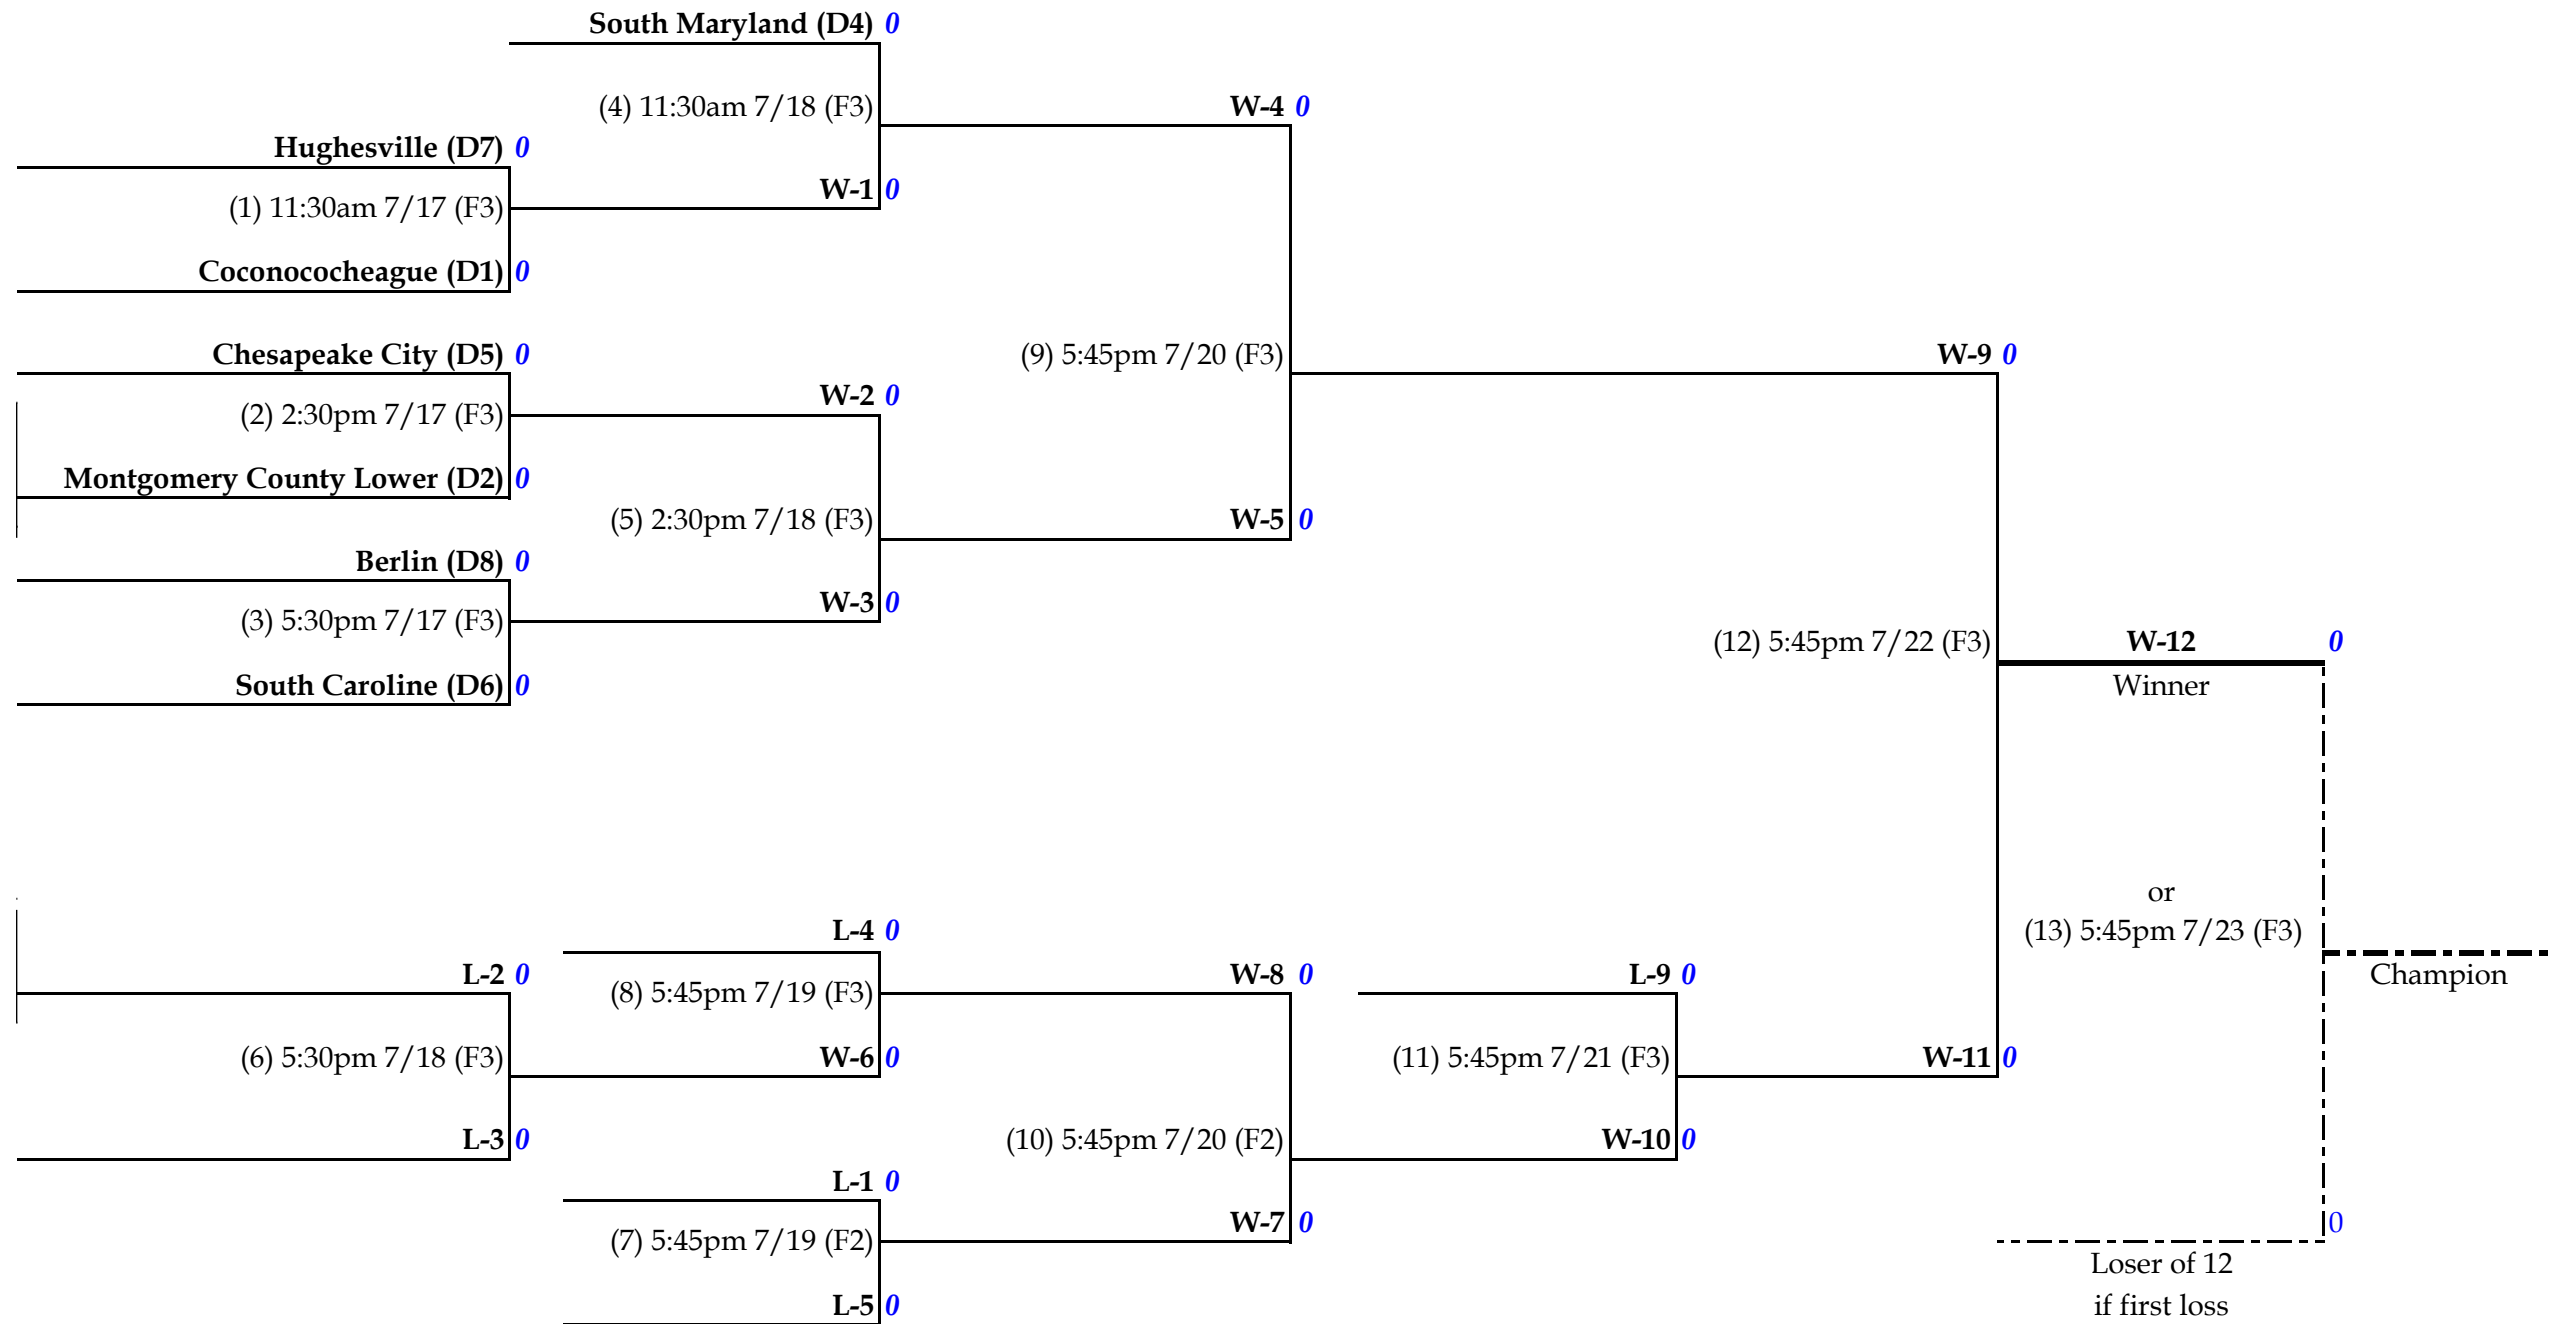 South Maryland (D4) 0
(4) 11:30am 7/18 (F3)
W-4 0
Hughesville (D7) 0
W-1 0
(1) 11:30am 7/17 (F3)
Coconococheague (D1) 0
Chesapeake City (D5) 0
(9) 5:45pm 7/20 (F3)
W-9 0
W-2 0
(2) 2:30pm 7/17 (F3)
Montgomery County Lower (D2) 0
(5) 2:30pm 7/18 (F3)
W-5 0
Berlin (D8) 0
W-3 0
(3) 5:30pm 7/17 (F3)
(12) 5:45pm 7/22 (F3)
W-12 0
Winner
South Caroline (D6) 0
or
L-4 0
(13) 5:45pm 7/23 (F3)
L-2 0
(8) 5:45pm 7/19 (F3)
W-8 0
L-9 0
Champion
(6) 5:30pm 7/18 (F3)
W-6 0
(11) 5:45pm 7/21 (F3)
W-11 0
L-3 0
(10) 5:45pm 7/20 (F2)
W-10 0
L-1 0
W-7 0
0
(7) 5:45pm 7/19 (F2)
Loser of 12
if first loss
L-5 0